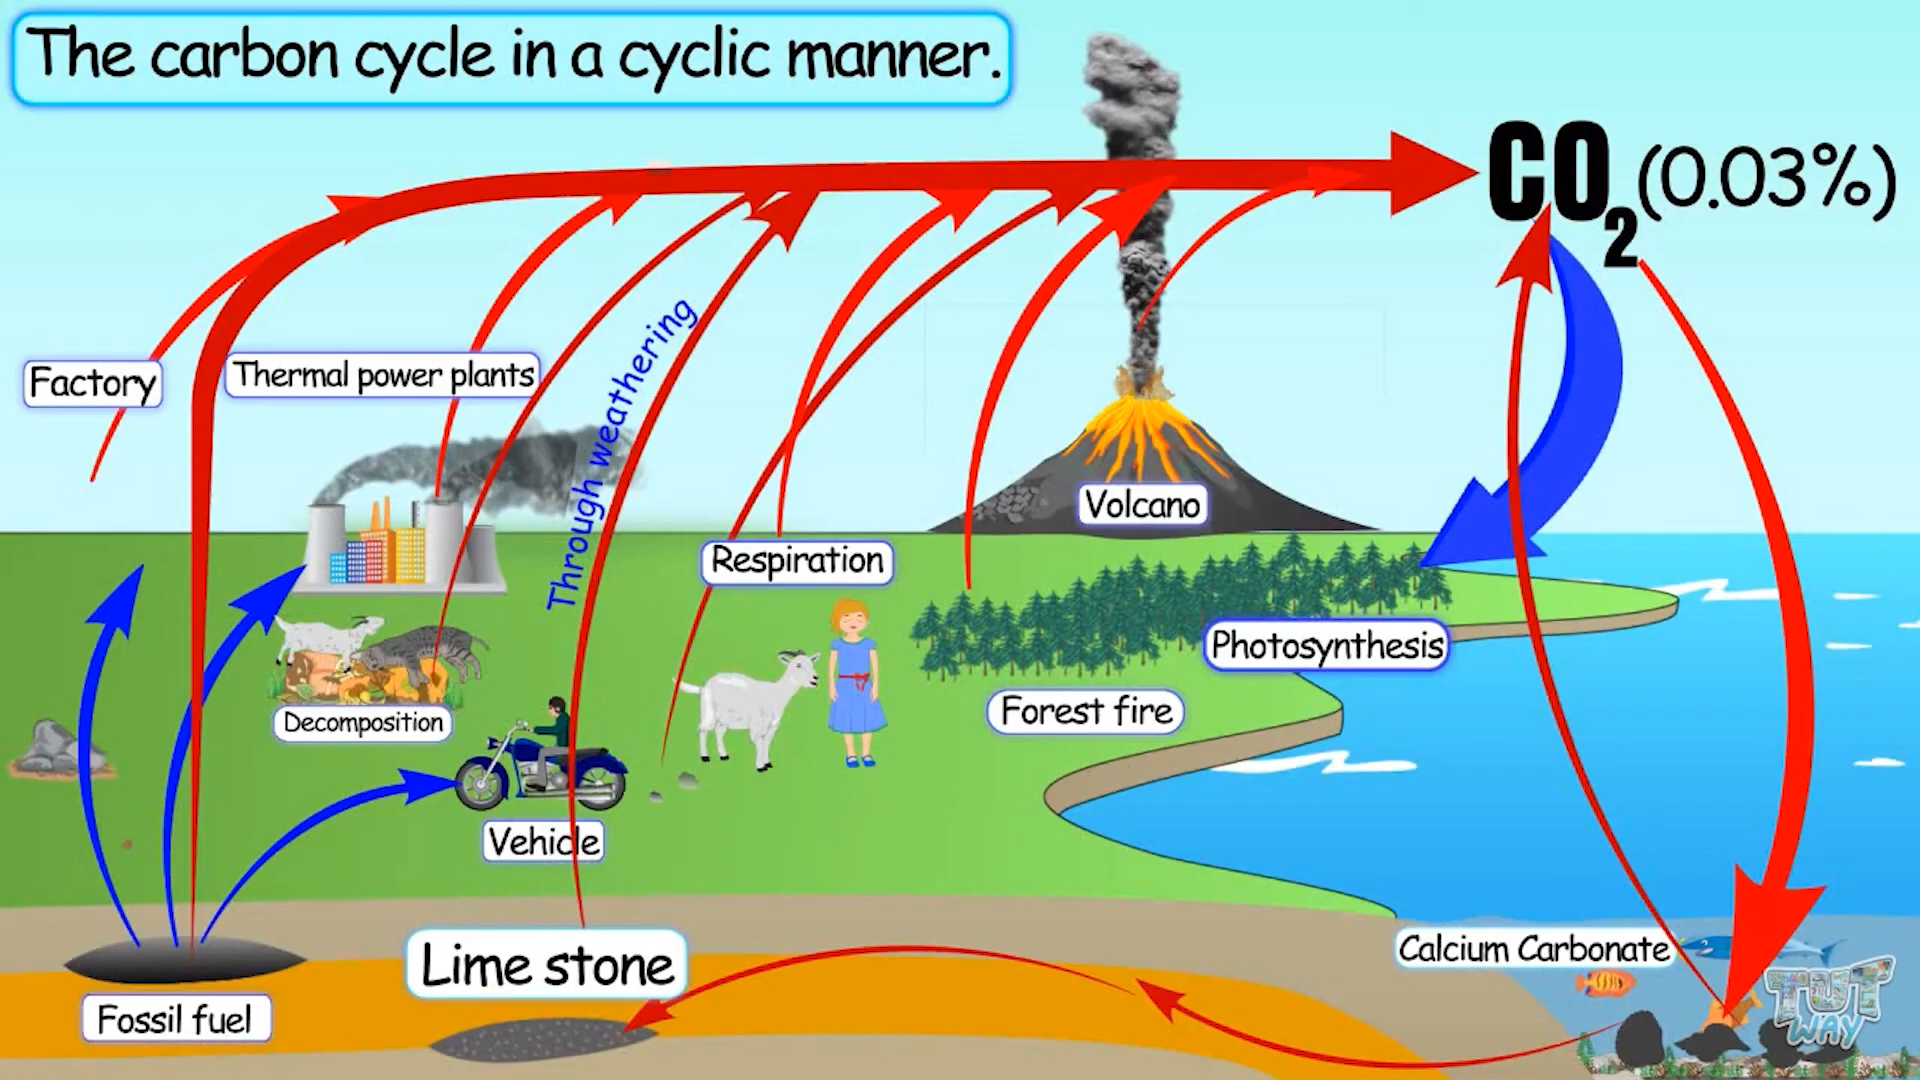 The carbon cycle in a cyclic manner.
CO2(0.03%)
Factory
Thermal power plants
Through weathering
Volcano
Respiration
Photosynthesis
Forest fire
Decomposition
Vehicle
Lime stone
Calcium Carbonate
Fossil fuel
TUT
WAY